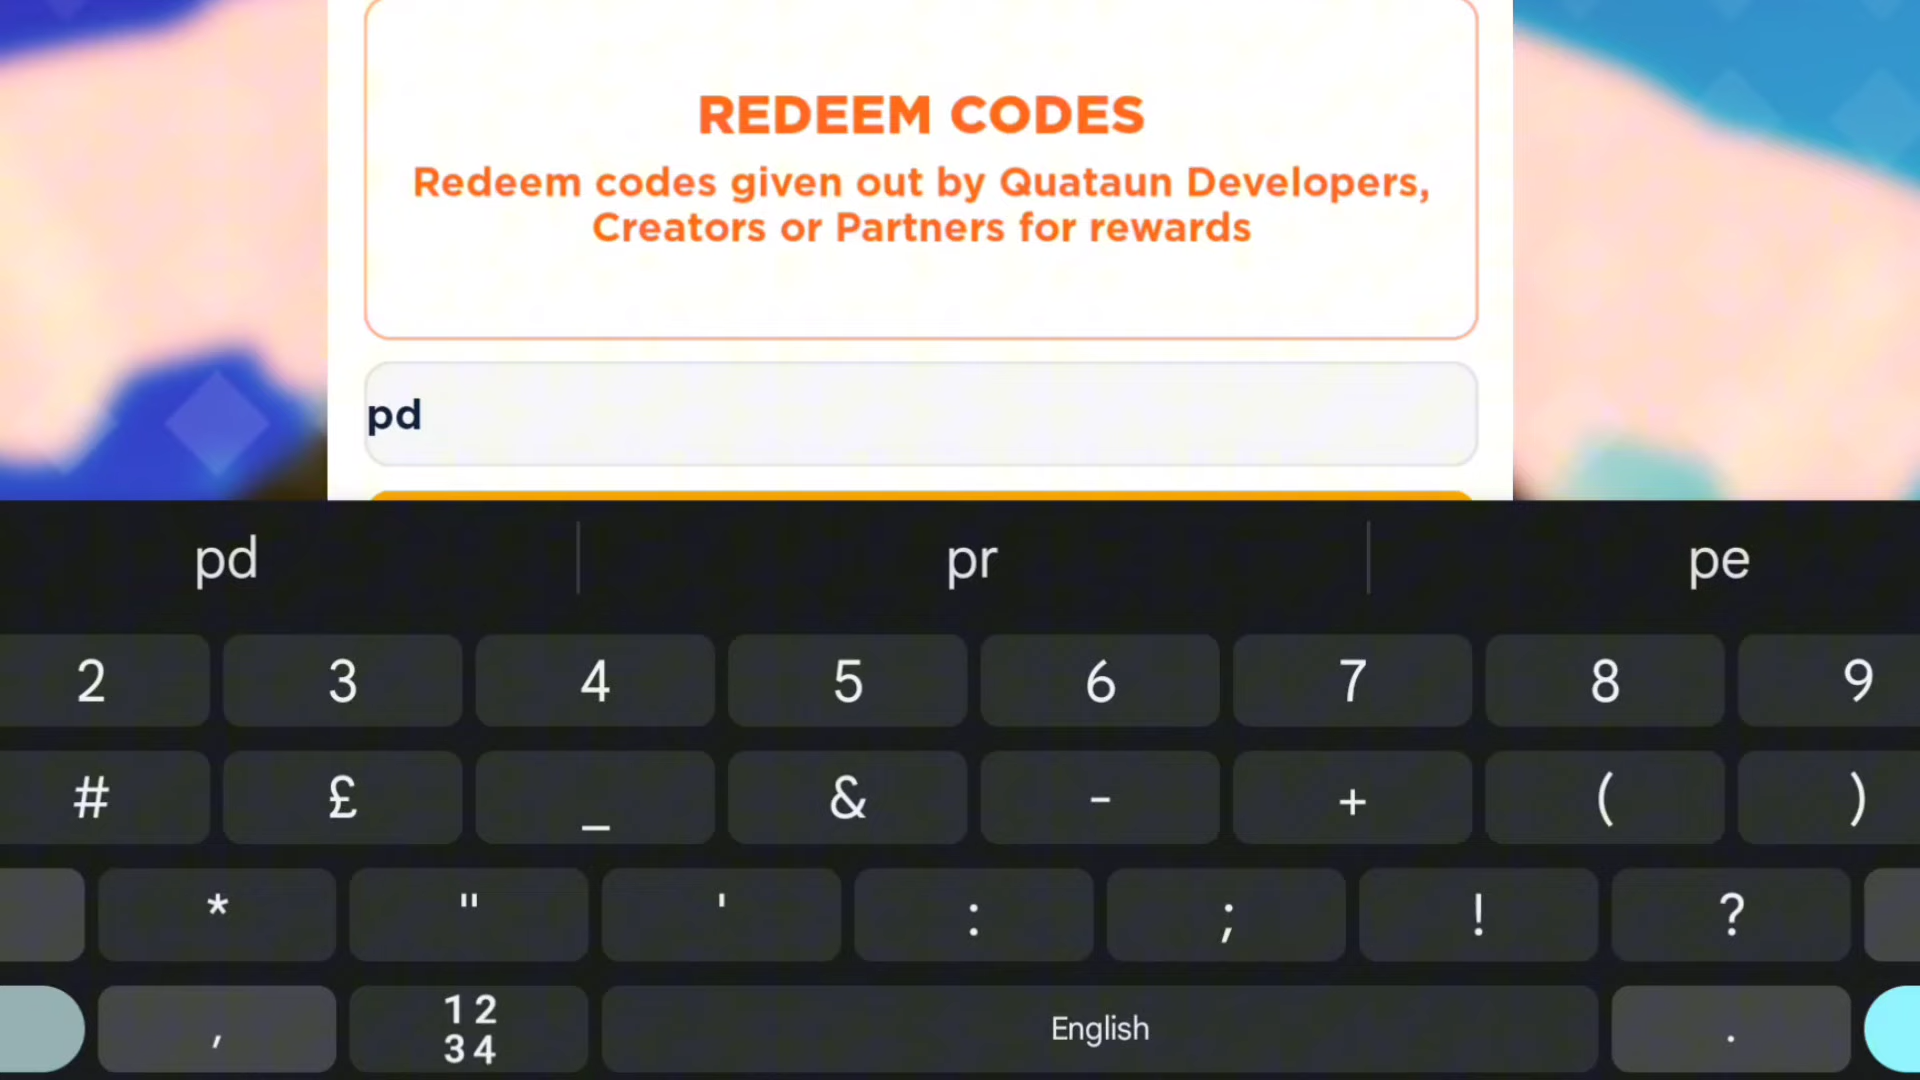 REDEEM CODES
Redeem codes given out by Quataun Developers,
Creators or Partners for rewards
pd
pd pr pe
2 3 4 5 6 7 8 9
# £ _ & - + ( )
* " ' : ; ! ?
, 12 English .
34